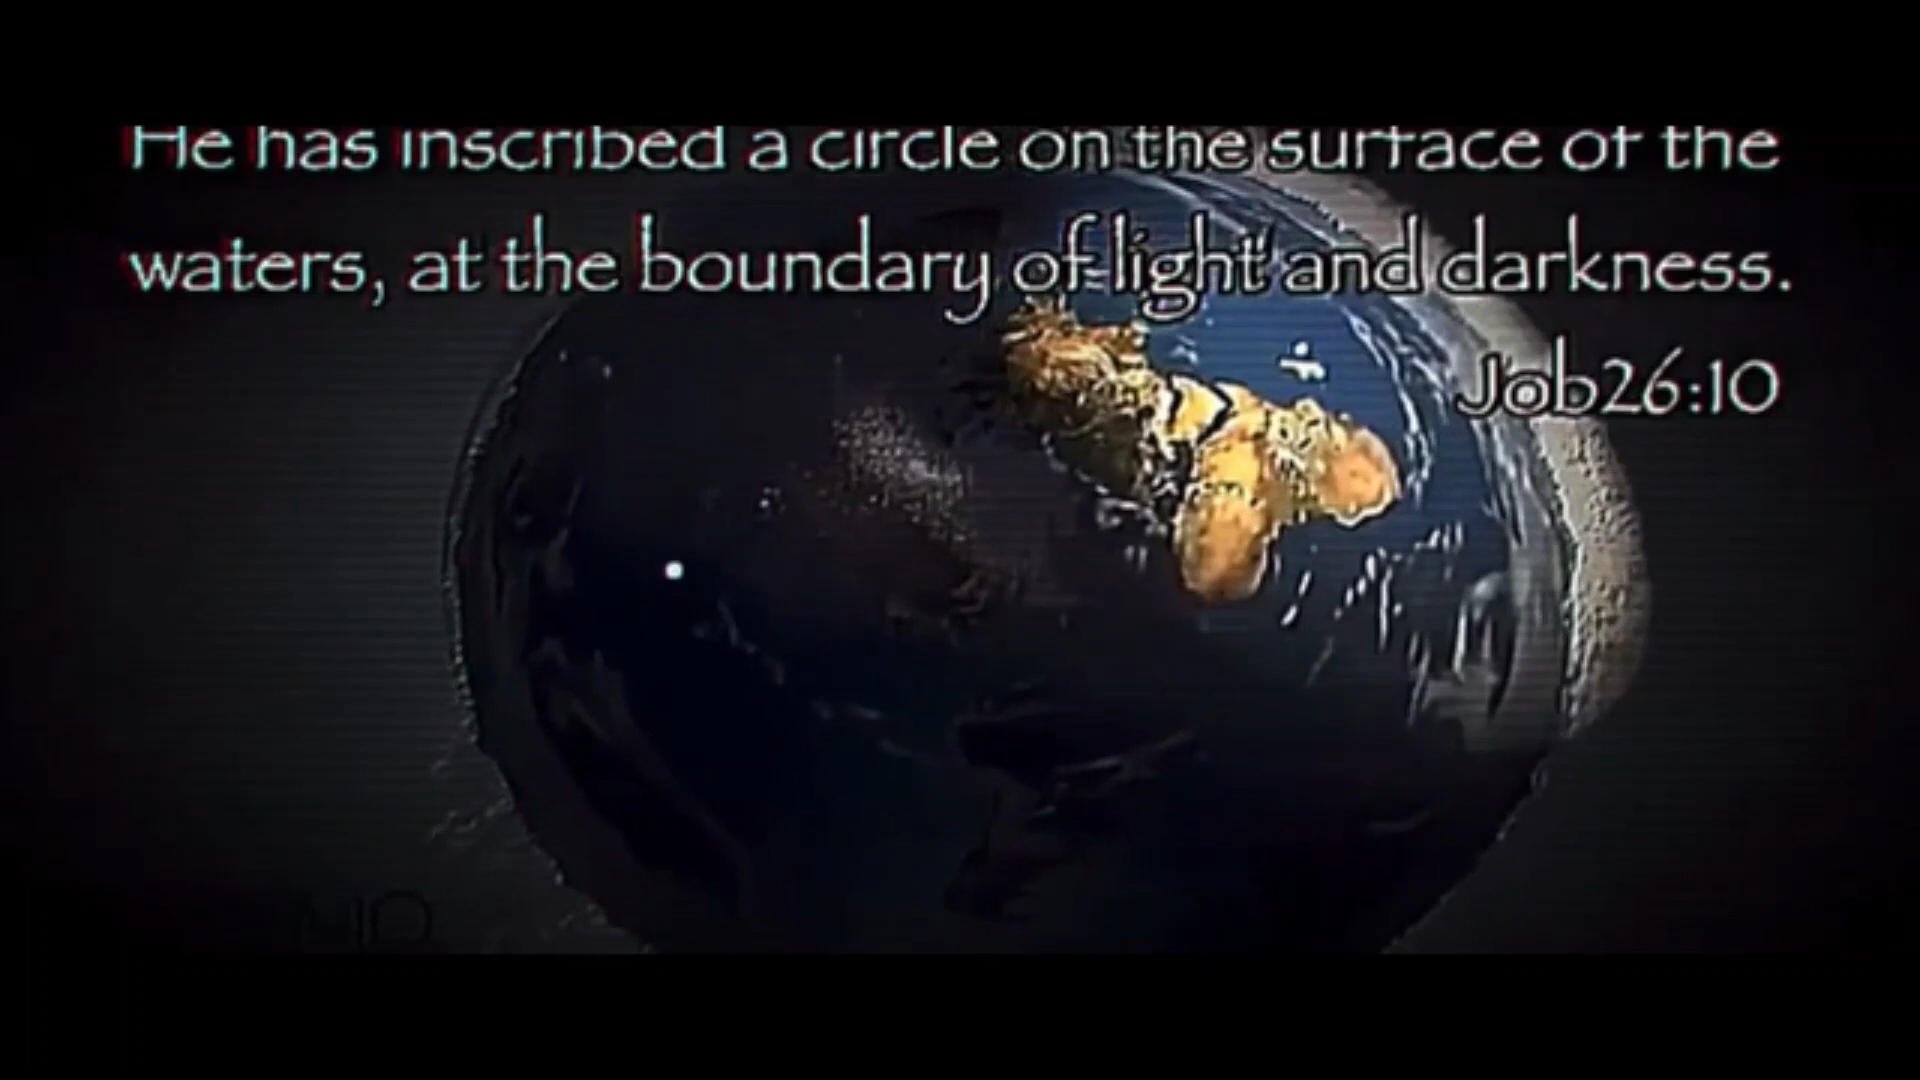 He has inscribed a circle on the surface of the
waters, at the boundary of light and darkness.
Job26:10